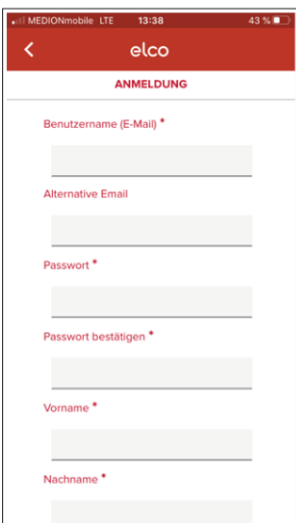 MEDIONmobile LTE 13:38 43 %
elco
ANMELDUNG
Benutzername (E-Mail) *
Alternative Email
Passwort *
Passwort bestätigen *
Vorname *
Nachname *